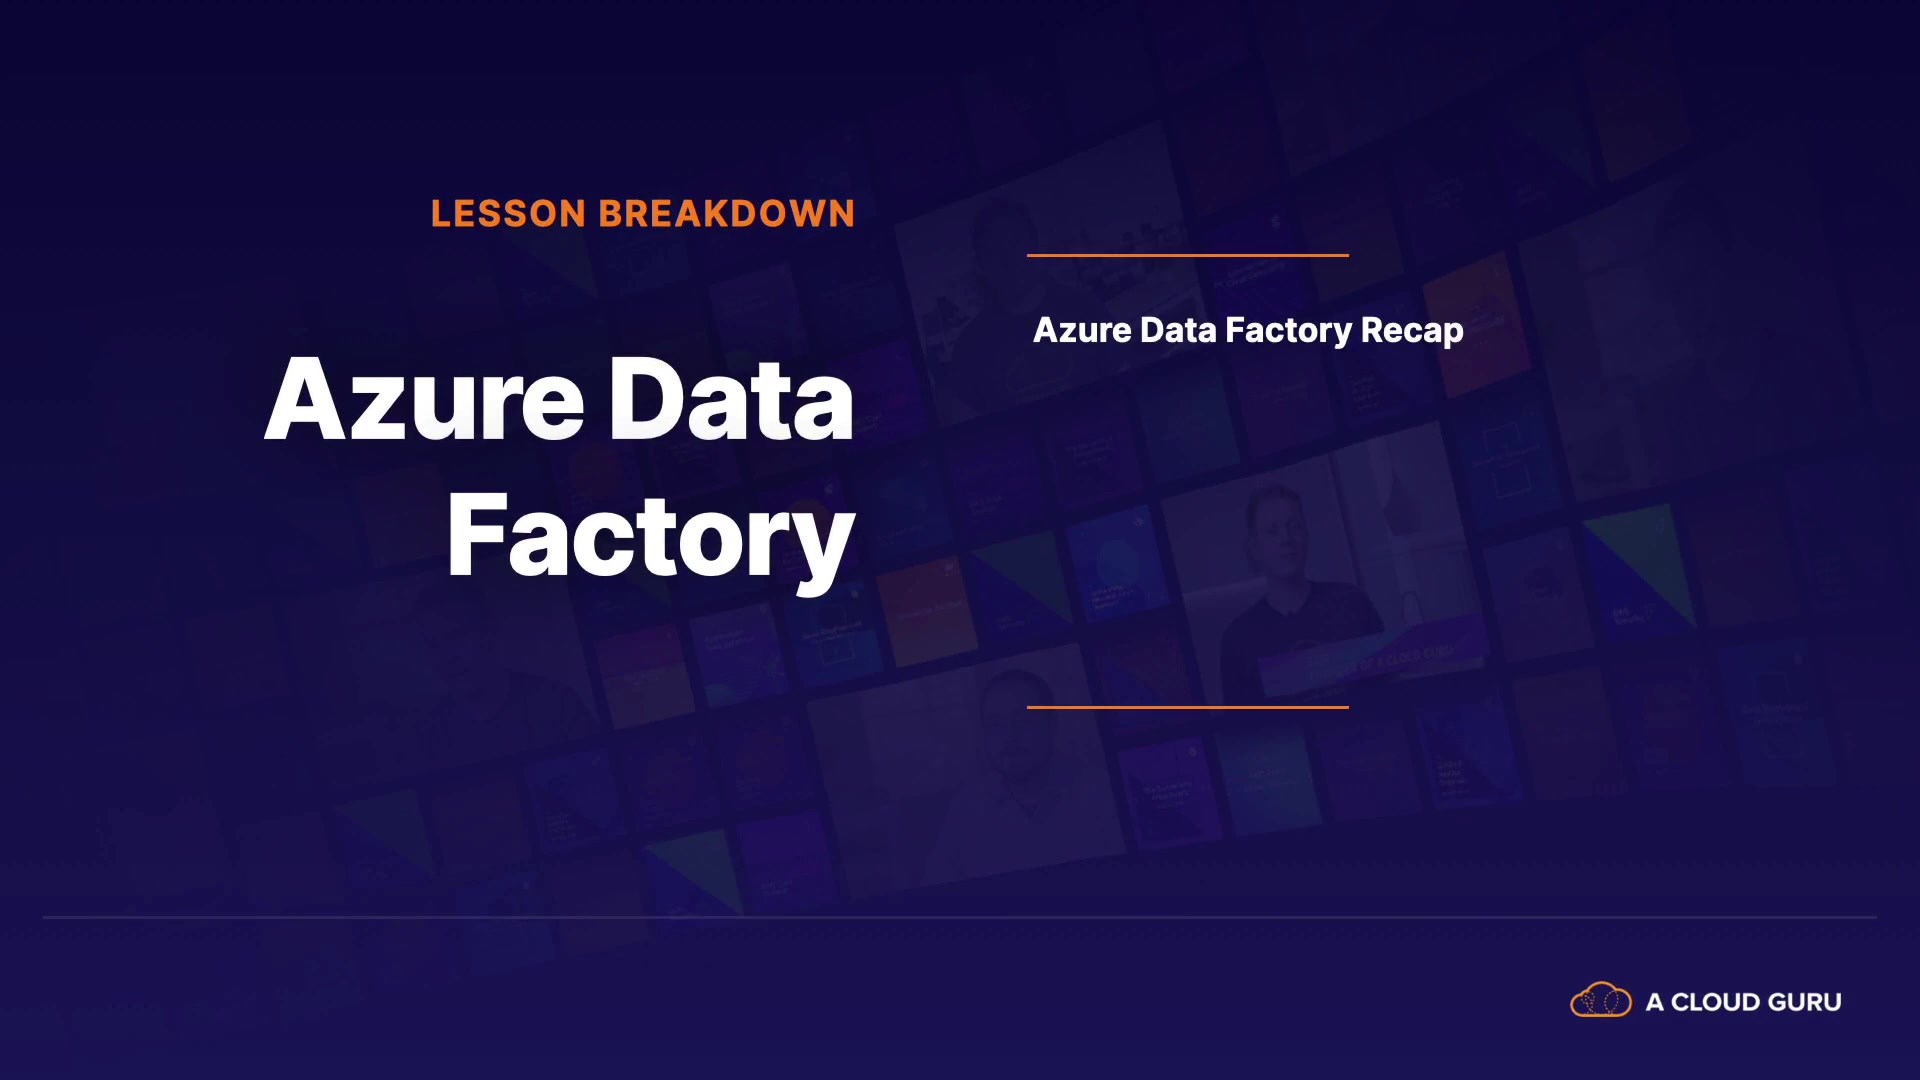 LESSON BREAKDOWN
Azure Data
Factory
Azure Data Factory Recap
A CLOUD GURU